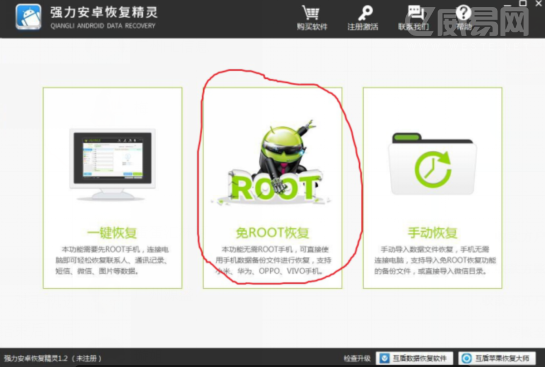 强力安卓恢复精灵
QIANGLI ANDROID DATA RECOVERY
购买软件
注册激活
联系我们
帮助
虎易网
ROOT
一键恢复
本功能需要先ROOT手机，连接电
脑即可轻松恢复联系人、通讯记录、
短信、微信、图片等数据。
免ROOT恢复
本功能无需ROOT手机，可直接使
用手机数据备份文件进行恢复，支持
小米、华为、OPPO、VIVO手机。
手动恢复
手动导入数据文件恢复，手机无需
连接电脑，支持导入免ROOT恢复功能
的备份文件，或直接导入微信目录。
强力安卓恢复精灵1.2 （未注册）
检查升级
互盾数据恢复软件
互盾苹果恢复大师